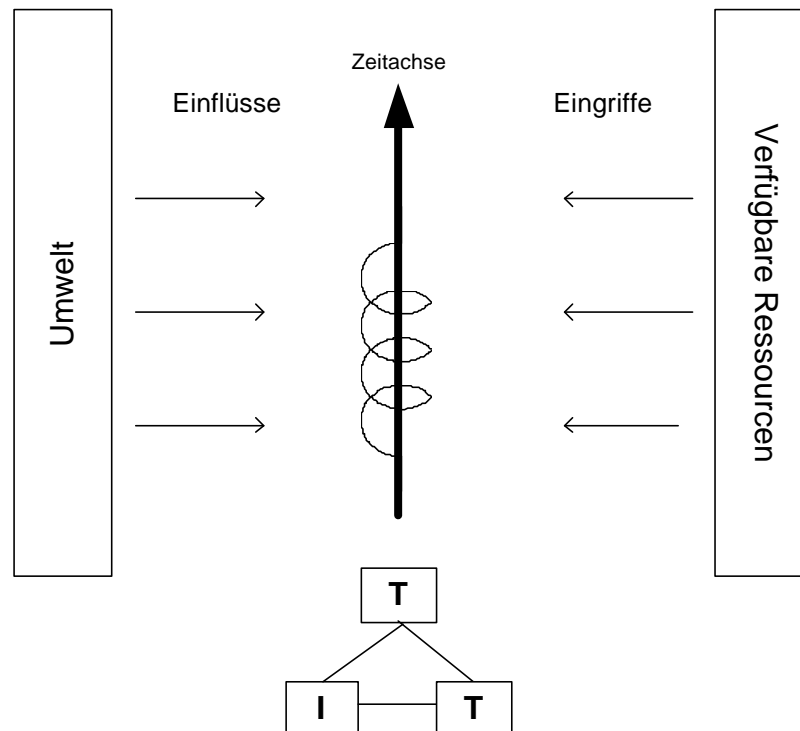 Zeitachse
Einflüsse
Eingriffe
Umwelt
Verfügbare Ressourcen
T
I
T